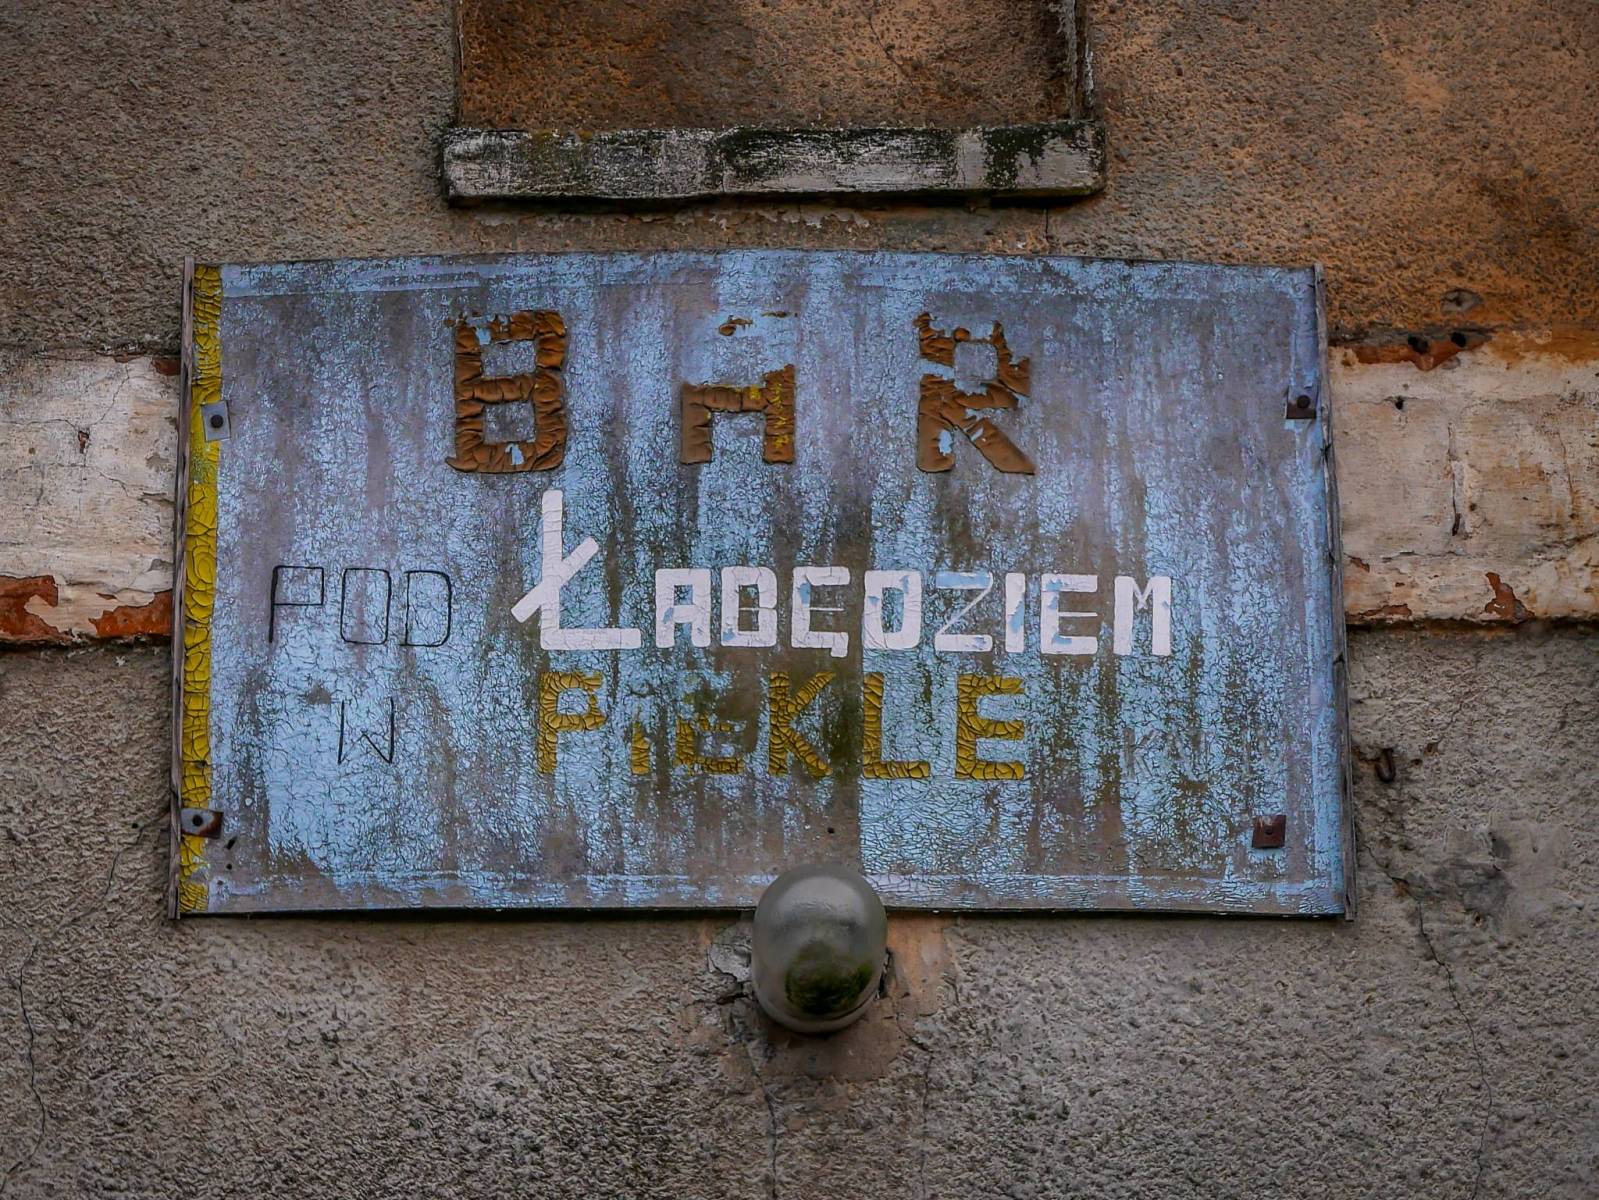 BAR
POD ŁABĘDZIEM
W PIEKLE